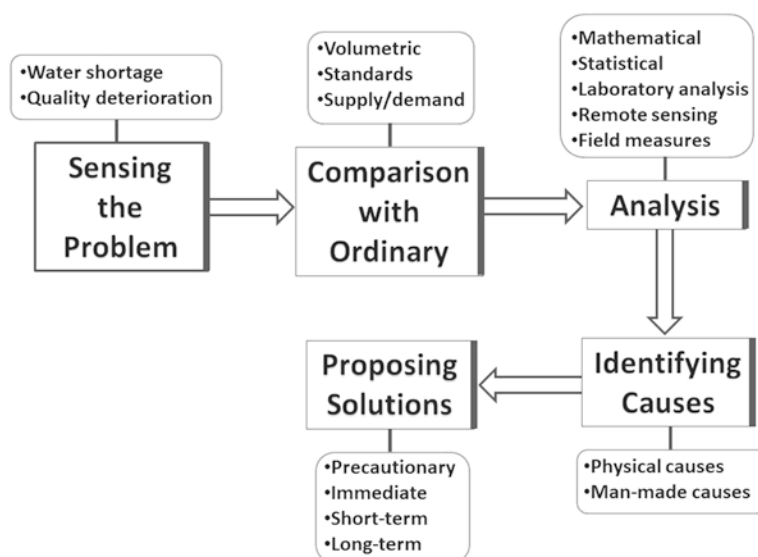 •Water shortage
•Quality deterioration
Sensing
the
Problem
•Volumetric
•Standards
•Supply/demand
Comparison
with
Ordinary
•Mathematical
•Statistical
•Laboratory analysis
•Remote sensing
•Field measures
Analysis
Identifying
Causes
•Physical causes
•Man-made causes
Proposing
Solutions
•Precautionary
•Immediate
•Short-term
•Long-term